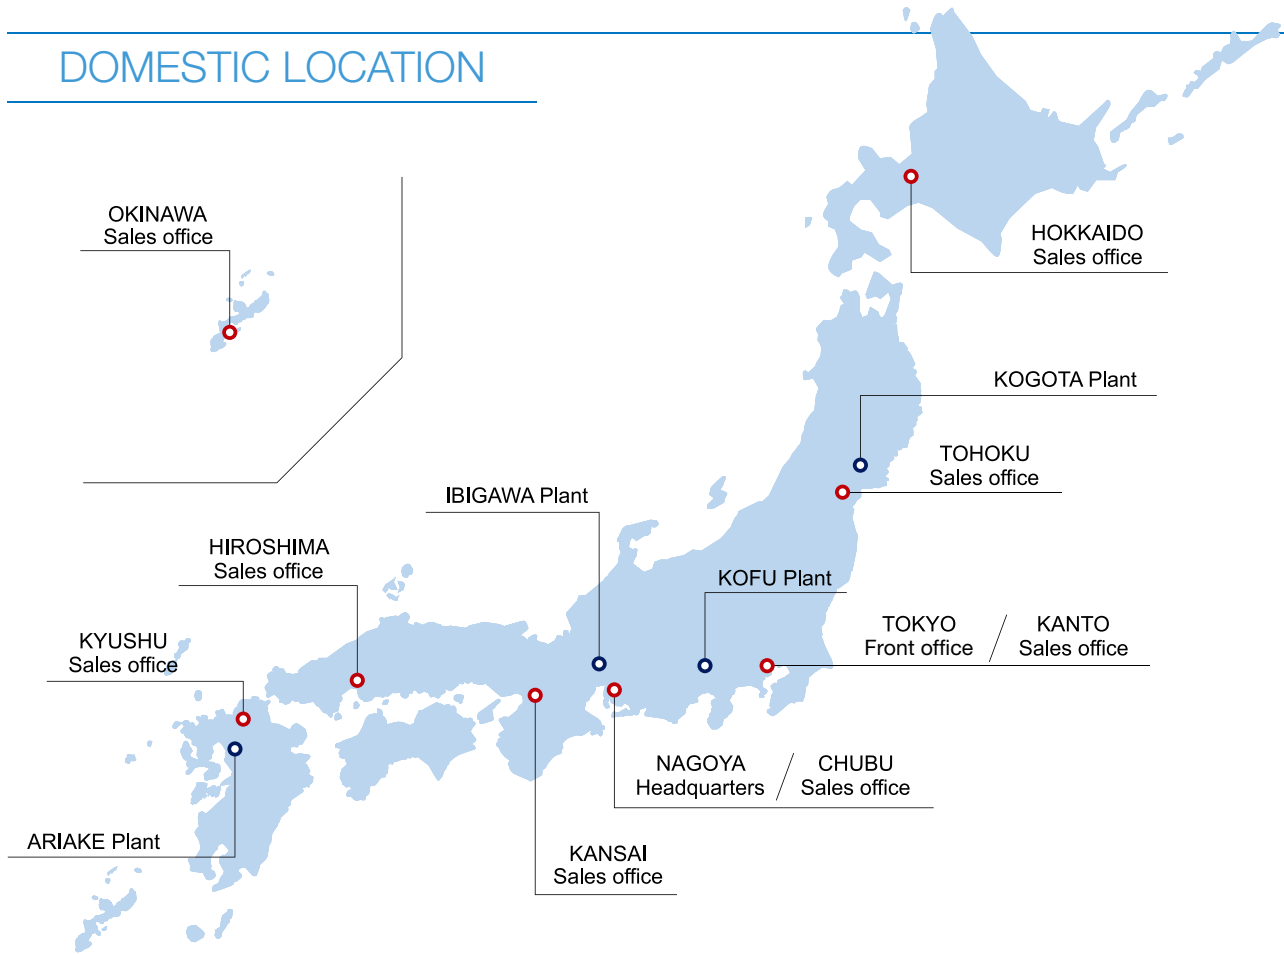 DOMESTIC LOCATION
OKINAWA
Sales office
HOKKAIDO
Sales office
KOGOTA Plant
TOHOKU
Sales office
IBIGAWA Plant
HIROSHIMA
Sales office
KOFU Plant
TOKYO
Front office
/
KANTO
Sales office
KYUSHU
Sales office
NAGOYA
Headquarters
/
CHUBU
Sales office
ARIAKE Plant
KANSAI
Sales office